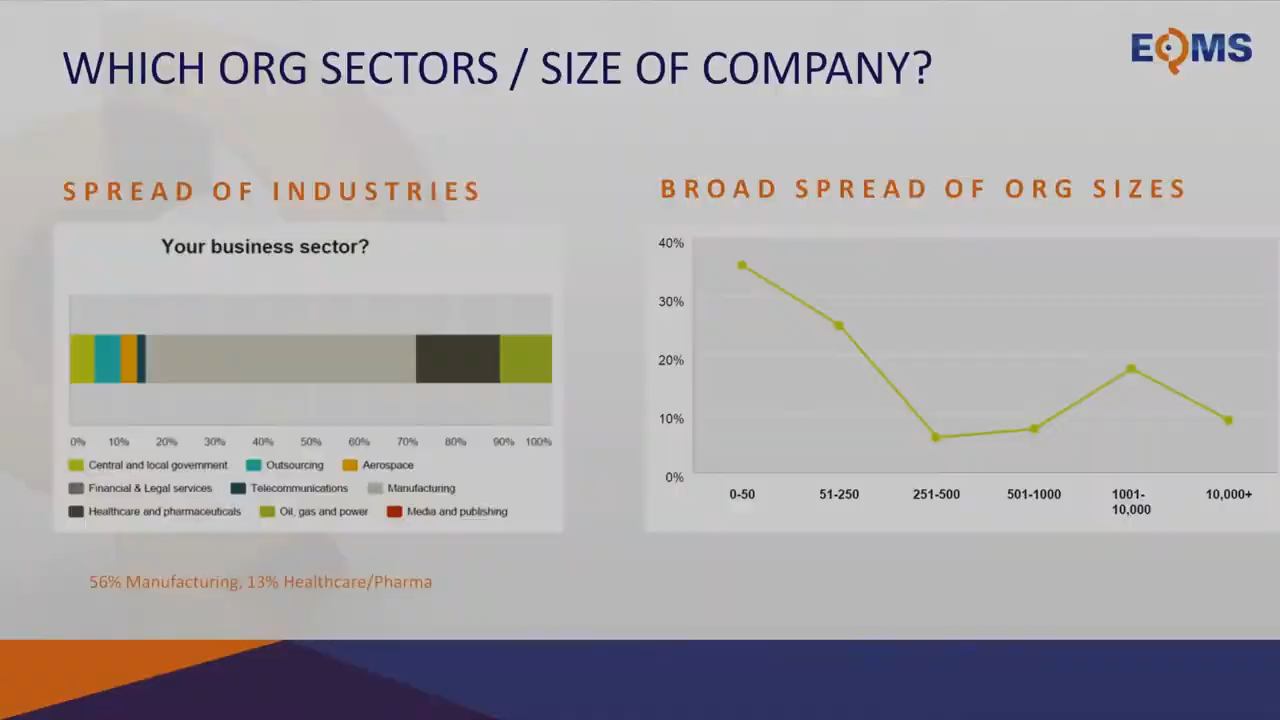 WHICH ORG SECTORS / SIZE OF COMPANY?
EQMS
SPREAD OF INDUSTRIES
Your business sector?
0% 10% 20% 30% 40% 50% 60% 70% 80% 90% 100%
Central and local government Outsourcing Aerospace
Financial & Legal services Telecommunications Manufacturing
Healthcare and pharmaceuticals Oil, gas and power Media and publishing
56% Manufacturing, 13% Healthcare/Pharma
BROAD SPREAD OF ORG SIZES
40%
30%
20%
10%
0%
0-50 51-250 251-500 501-1000 1001- 10,000+
10,000